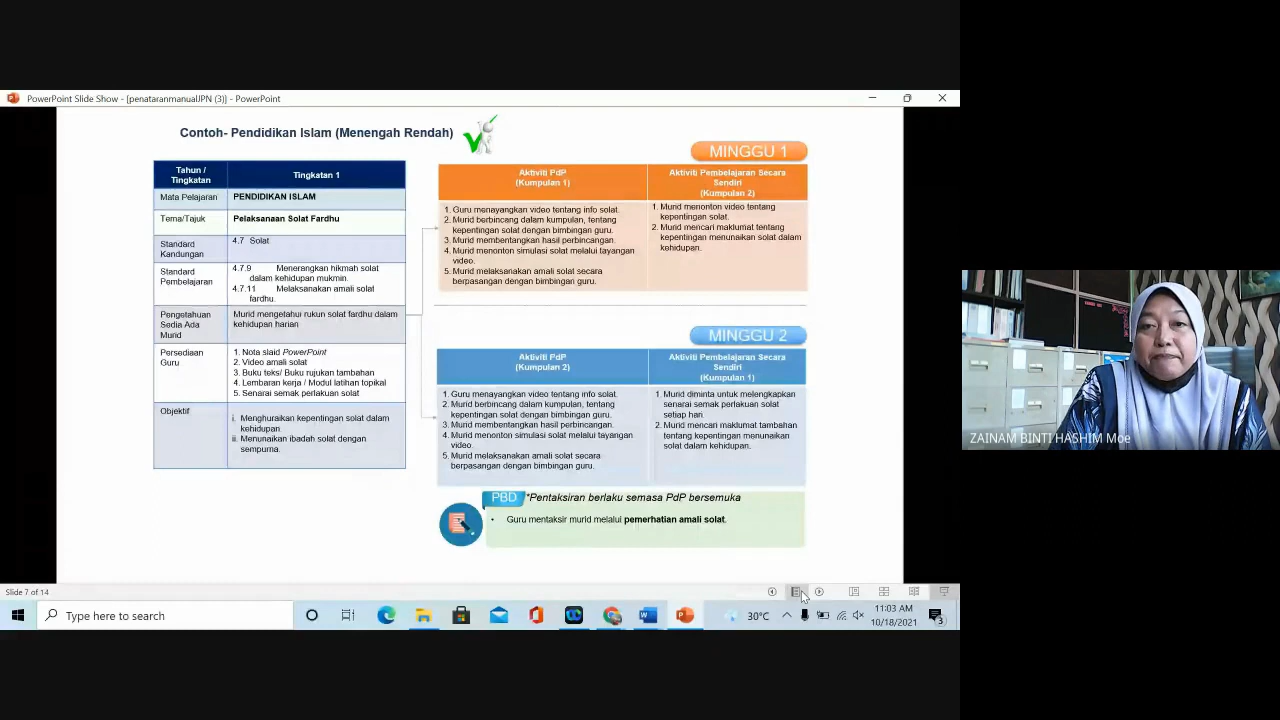 PowerPoint Slide Show - [penataranmanualJPN (3)] - PowerPoint
Contoh- Pendidikan Islam (Menengah Rendah)
Tahun /
Tingkatan
Tingkatan 1
Mata Pelajaran
PENDIDIKAN ISLAM
Tema/Tajuk
Pelaksanaan Solat Fardhu
Standard
Kandungan
4.7 Solat
Standard
Pembelajaran
4.7.9 Menerangkan hikmah solat
dalam kehidupan mukmin.
4.7.11 Melaksanakan amali solat
fardhu.
Pengetahuan
Sedia Ada
Murid
Murid mengetahui rukun solat fardhu dalam
kehidupan harian
Persediaan
Guru
1. Nota slaid PowerPoint
2. Video amali solat
3. Buku teks/ Buku rujukan tambahan
4. Lembaran kerja / Modul latihan topikal
5. Senarai semak perlakuan solat
Objektif
i. Menghuraikan kepentingan solat dalam
kehidupan.
ii. Menunaikan ibadah solat dengan
sempurna.
MINGGU 1
Aktiviti PdP
(Kumpulan 1)
Aktiviti Pembelajaran Secara
Sendiri
(Kumpulan 2)
1. Guru menayangkan video tentang info solat.
2. Murid berbincang dalam kumpulan, tentang
kepentingan solat dengan bimbingan guru.
3. Murid membentangkan hasil perbincangan.
4. Murid menonton simulasi solat melalui tayangan
video.
5. Murid melaksanakan amali solat secara
berpasangan dengan bimbingan guru.
1. Murid menonton video tentang
kepentingan solat.
2. Murid mencari maklumat tentang
kepentingan menunaikan solat dalam
kehidupan.
MINGGU 2
Aktiviti PdP
(Kumpulan 2)
Aktiviti Pembelajaran Secara
Sendiri
(Kumpulan 1)
1. Guru menayangkan video tentang info solat.
2. Murid berbincang dalam kumpulan, tentang
kepentingan solat dengan bimbingan guru.
3. Murid membentangkan hasil perbincangan.
4. Murid menonton simulasi solat melalui tayangan
video.
5. Murid melaksanakan amali solat secara
berpasangan dengan bimbingan guru.
1. Murid diminta untuk melengkapkan
senarai semak perlakuan solat
setiap hari.
2. Murid mencari maklumat tambahan
tentang kepentingan menunaikan
solat dalam kehidupan.
PBD *Pentaksiran berlaku semasa PdP bersemuka
• Guru mentaksir murid melalui pemerhatian amali solat.
ZAINAM BINTI HASHIM Moe
Slide 7 of 14
Type here to search
30°C
11:03 AM
10/18/2021
3